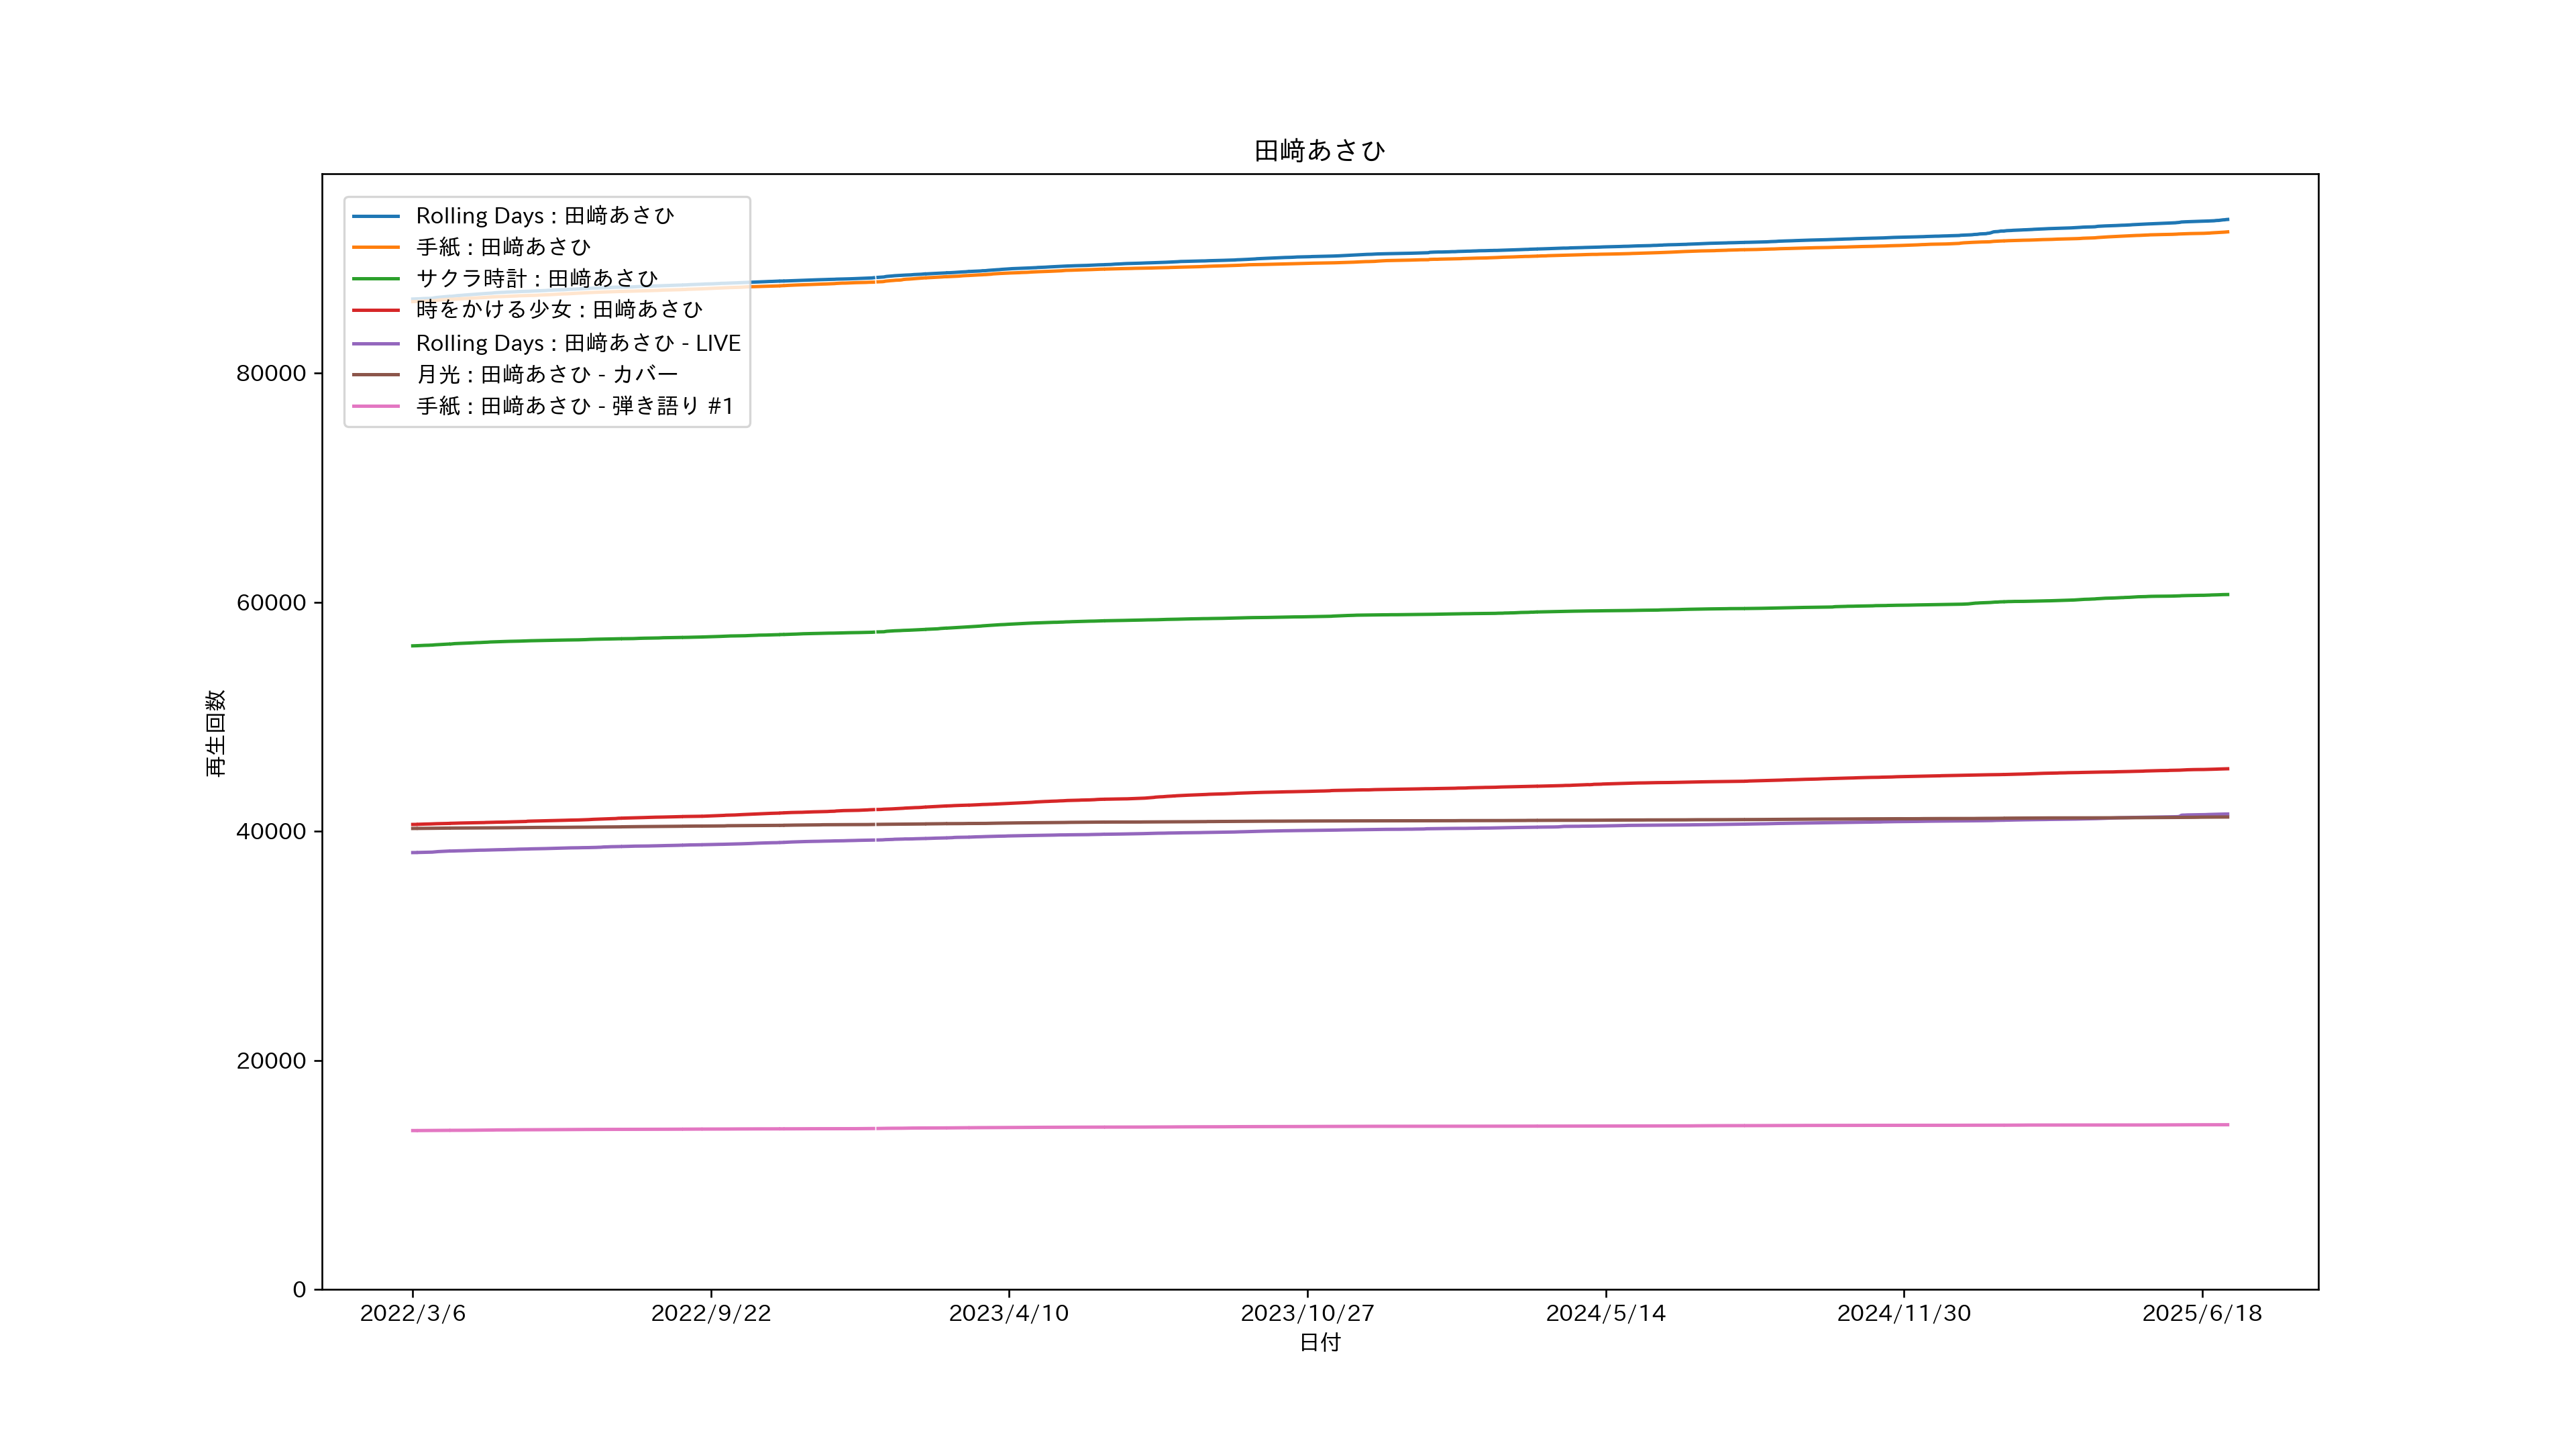 田﨑あさひ
Rolling Days : 田﨑あさひ
手紙 : 田﨑あさひ
サクラ時計 : 田﨑あさひ
時をかける少女 : 田﨑あさひ
Rolling Days : 田﨑あさひ - LIVE
月光 : 田﨑あさひ - カバー
手紙 : 田﨑あさひ - 弾き語り #1
再生回数
80000
60000
40000
20000
0
2022/3/6
2022/9/22
2023/4/10
2023/10/27
2024/5/14
2024/11/30
2025/6/18
日付